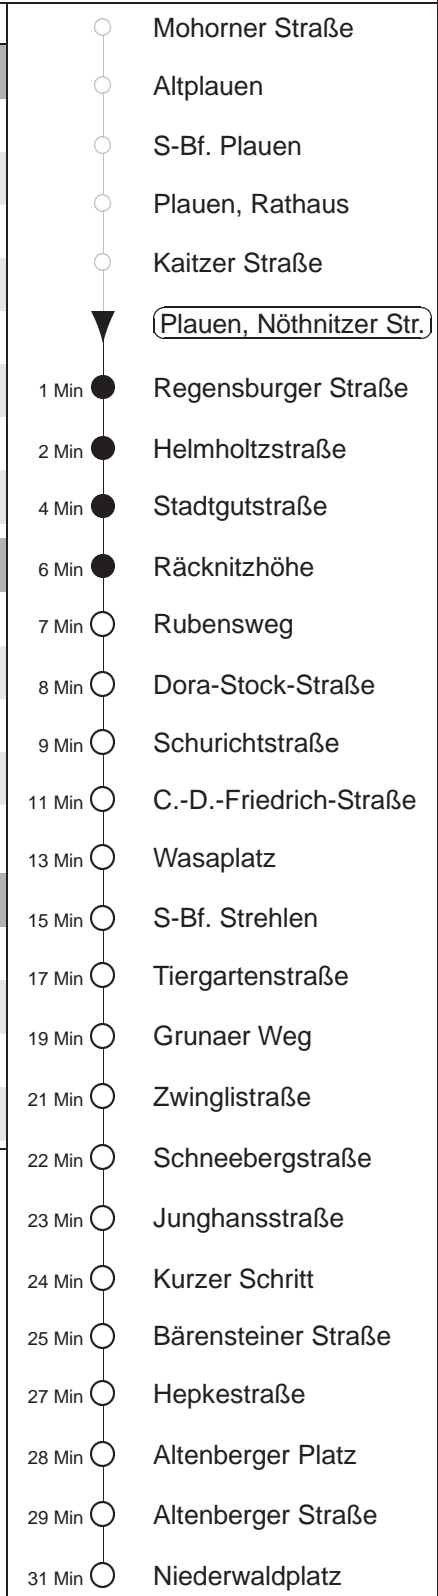 Mohorner Straße
Altplauen
S-Bf. Plauen
Plauen, Rathaus
Kaitzer Straße
Plauen, Nöthnitzer Str.
1 Min Regensburger Straße
2 Min Helmholtzstraße
4 Min Stadtgutstraße
6 Min Räcknitzhöhe
7 Min Rubensweg
8 Min Dora-Stock-Straße
9 Min Schurichtstraße
11 Min C.-D.-Friedrich-Straße
13 Min Wasaplatz
15 Min S-Bf. Strehlen
17 Min Tiergartenstraße
19 Min Grunaer Weg
21 Min Zwinglistraße
22 Min Schneebergstraße
23 Min Junghansstraße
24 Min Kurzer Schritt
25 Min Bärensteiner Straße
27 Min Hepkestraße
28 Min Altenberger Platz
29 Min Altenberger Straße
31 Min Niederwaldplatz